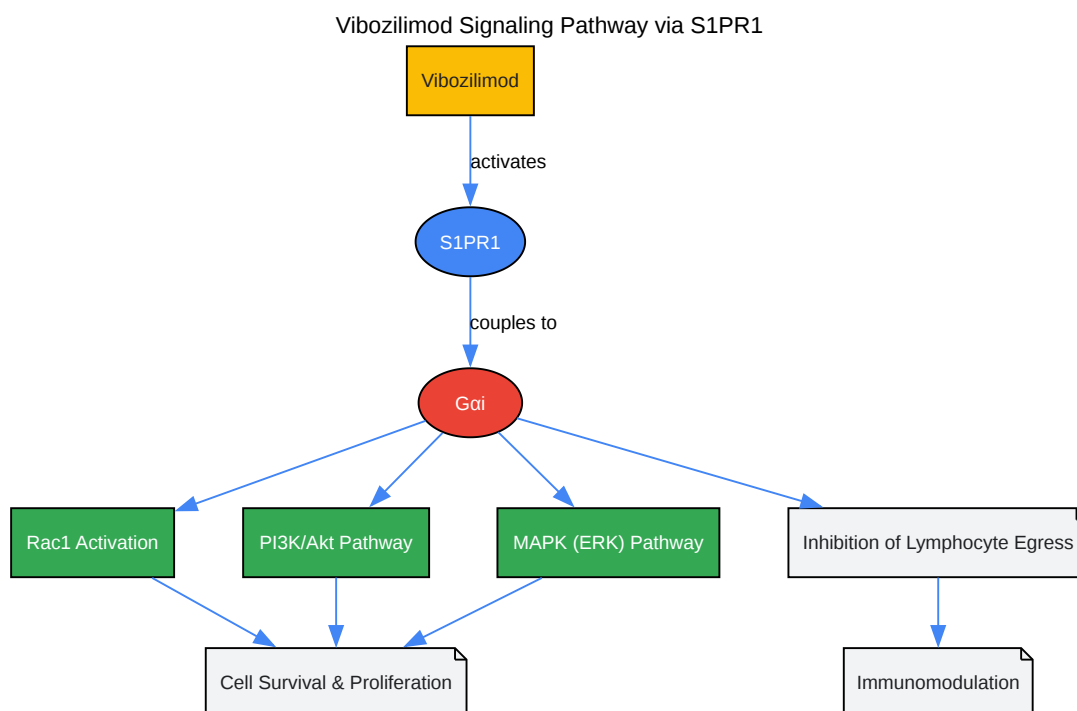 Vibozilimod Signaling Pathway via S1PR1
Vibozilimod
activates
S1PR1
couples to
Gαi
Rac1 Activation
PI3K/Akt Pathway
MAPK (ERK) Pathway
Inhibition of Lymphocyte Egress
Cell Survival & Proliferation
Immunomodulation